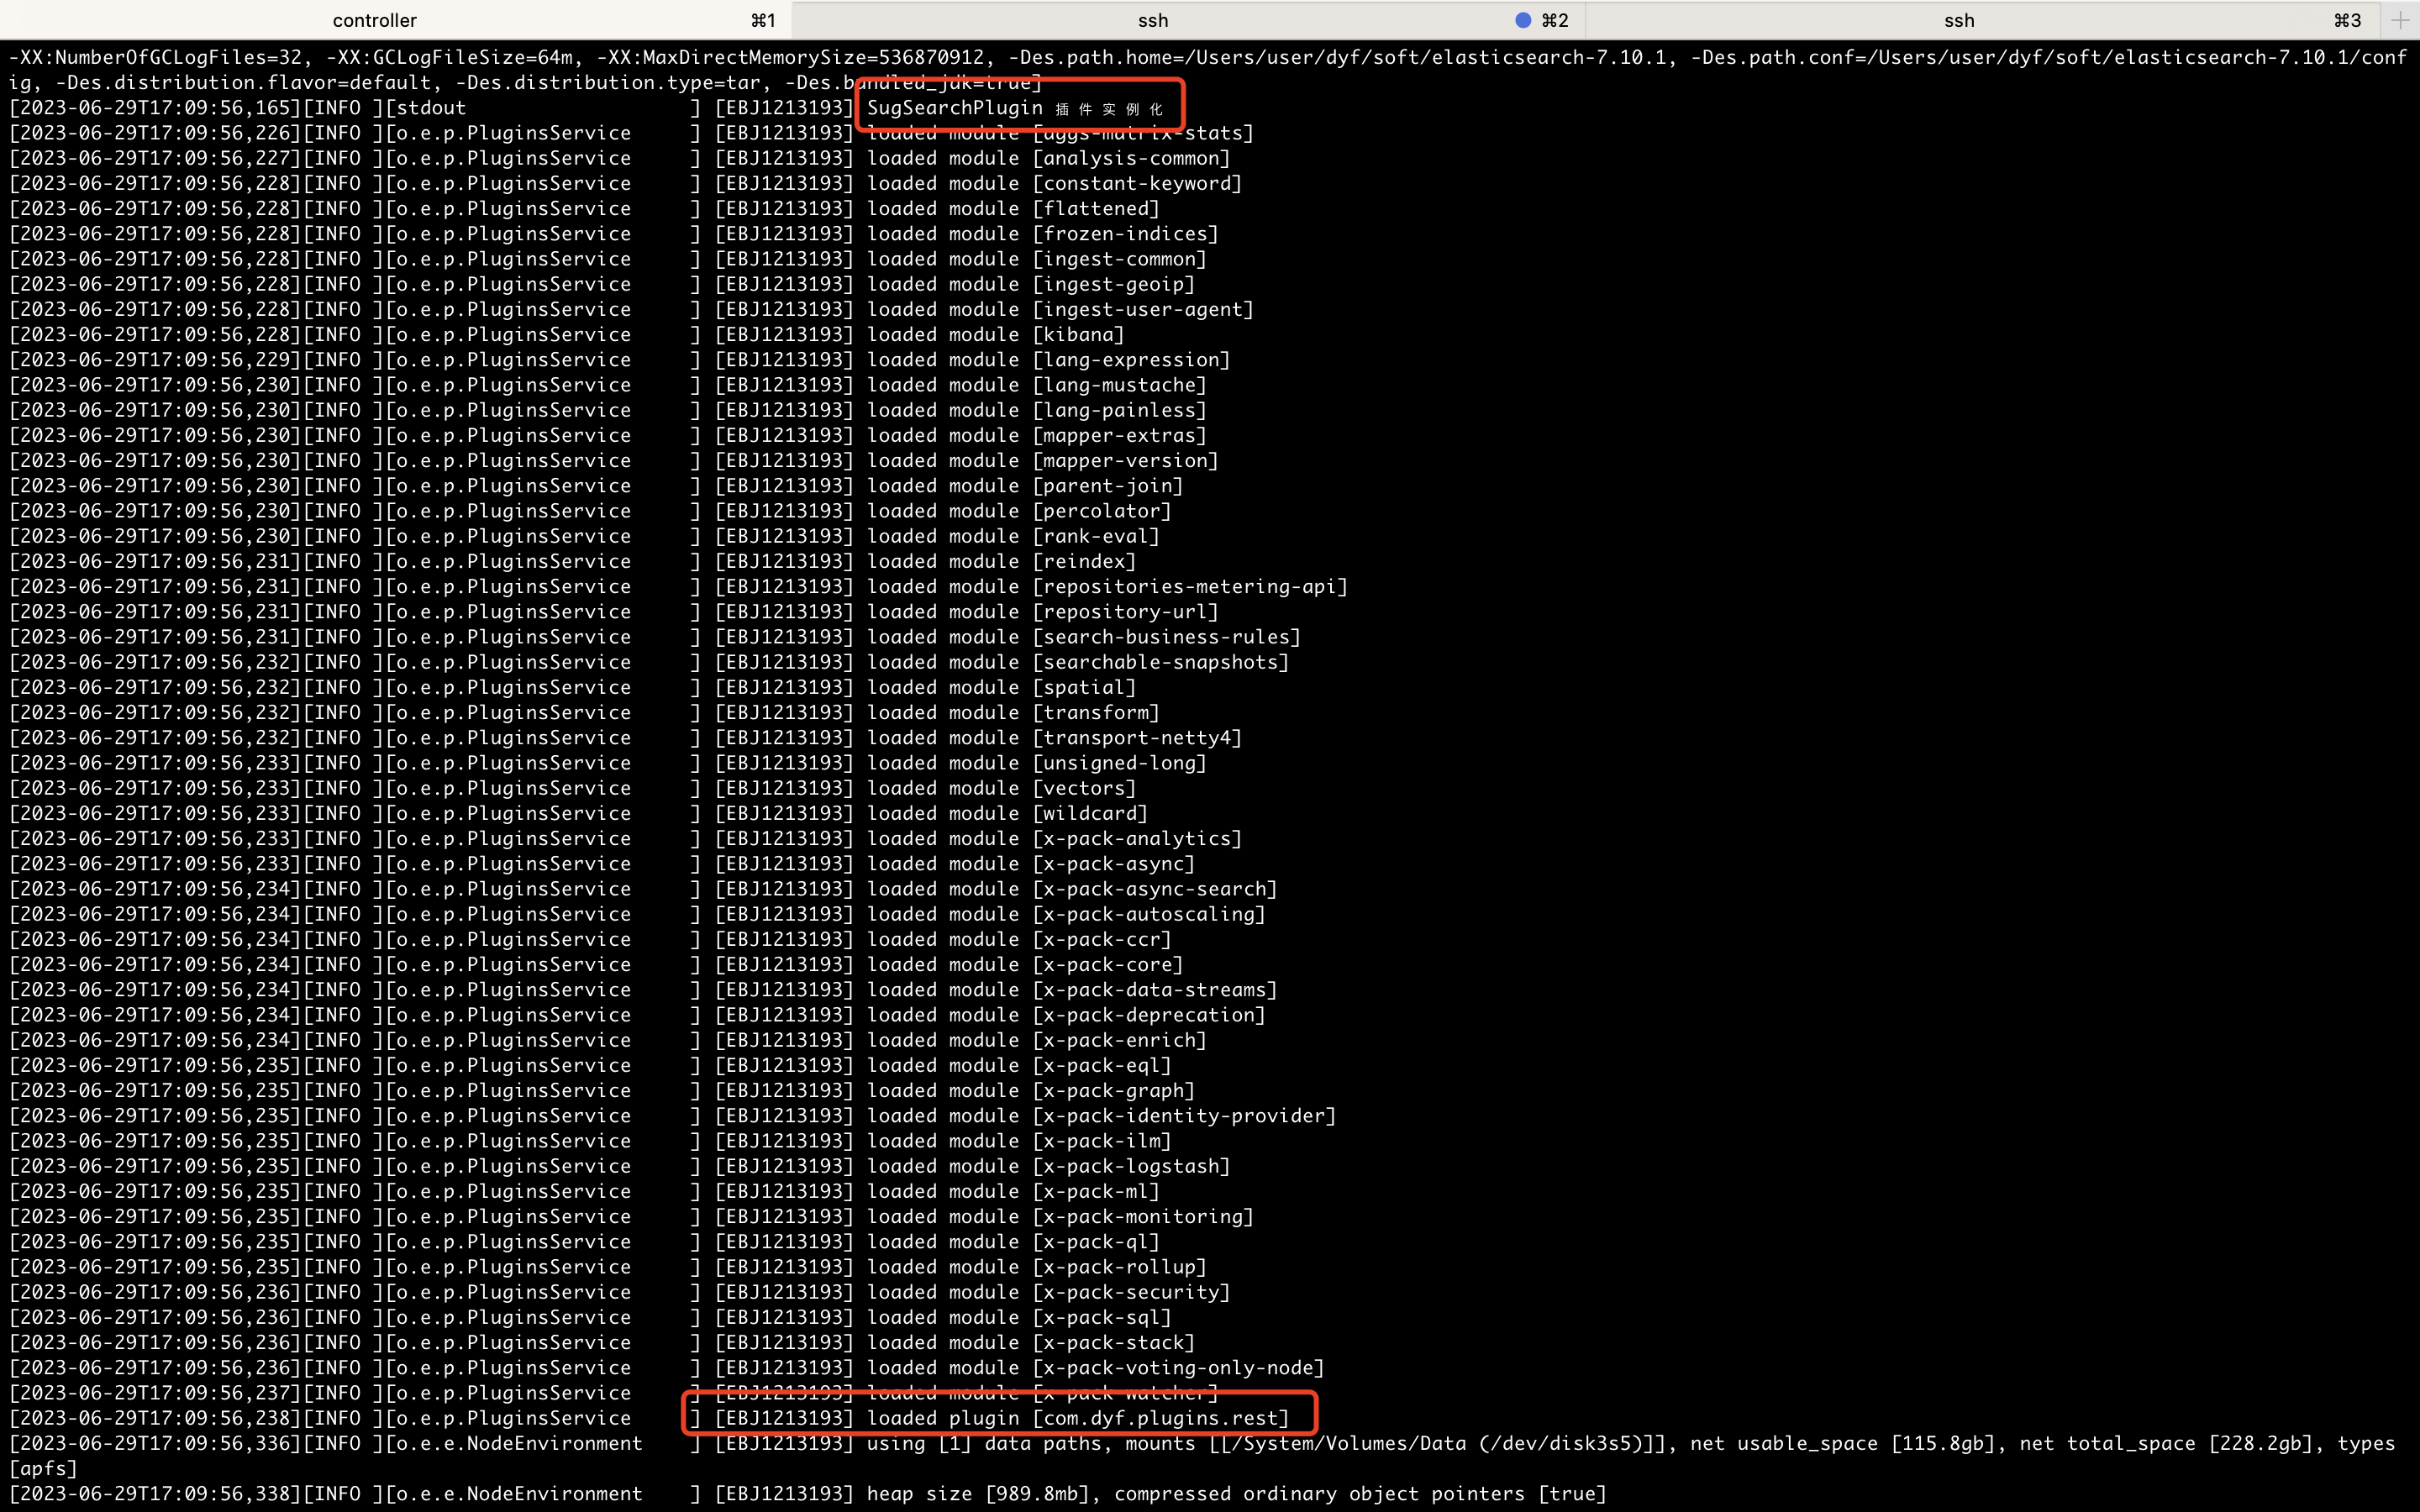 controller ⌘1 ssh ⌘2 ssh ⌘3
-XX:NumberOfGCLogFiles=32, -XX:GCLogFileSize=64m, -XX:MaxDirectMemorySize=536870912, -Des.path.home=/Users/user/dyf/soft/elasticsearch-7.10.1, -Des.path.conf=/Users/user/dyf/soft/elasticsearch-7.10.1/conf
ig, -Des.distribution.flavor=default, -Des.distribution.type=tar, -Des.bundled_jdk=true]
[2023-06-29T17:09:56,165][INFO ][stdout                   ] [EBJ1213193] SugSearchPlugin 插件实例化
[2023-06-29T17:09:56,226][INFO ][o.e.p.PluginsService     ] [EBJ1213193] loaded module [aggs-matrix-stats]
[2023-06-29T17:09:56,227][INFO ][o.e.p.PluginsService     ] [EBJ1213193] loaded module [analysis-common]
[2023-06-29T17:09:56,228][INFO ][o.e.p.PluginsService     ] [EBJ1213193] loaded module [constant-keyword]
[2023-06-29T17:09:56,228][INFO ][o.e.p.PluginsService     ] [EBJ1213193] loaded module [flattened]
[2023-06-29T17:09:56,228][INFO ][o.e.p.PluginsService     ] [EBJ1213193] loaded module [frozen-indices]
[2023-06-29T17:09:56,228][INFO ][o.e.p.PluginsService     ] [EBJ1213193] loaded module [ingest-common]
[2023-06-29T17:09:56,228][INFO ][o.e.p.PluginsService     ] [EBJ1213193] loaded module [ingest-geoip]
[2023-06-29T17:09:56,228][INFO ][o.e.p.PluginsService     ] [EBJ1213193] loaded module [ingest-user-agent]
[2023-06-29T17:09:56,228][INFO ][o.e.p.PluginsService     ] [EBJ1213193] loaded module [kibana]
[2023-06-29T17:09:56,229][INFO ][o.e.p.PluginsService     ] [EBJ1213193] loaded module [lang-expression]
[2023-06-29T17:09:56,230][INFO ][o.e.p.PluginsService     ] [EBJ1213193] loaded module [lang-mustache]
[2023-06-29T17:09:56,230][INFO ][o.e.p.PluginsService     ] [EBJ1213193] loaded module [lang-painless]
[2023-06-29T17:09:56,230][INFO ][o.e.p.PluginsService     ] [EBJ1213193] loaded module [mapper-extras]
[2023-06-29T17:09:56,230][INFO ][o.e.p.PluginsService     ] [EBJ1213193] loaded module [mapper-version]
[2023-06-29T17:09:56,230][INFO ][o.e.p.PluginsService     ] [EBJ1213193] loaded module [parent-join]
[2023-06-29T17:09:56,230][INFO ][o.e.p.PluginsService     ] [EBJ1213193] loaded module [percolator]
[2023-06-29T17:09:56,230][INFO ][o.e.p.PluginsService     ] [EBJ1213193] loaded module [rank-eval]
[2023-06-29T17:09:56,231][INFO ][o.e.p.PluginsService     ] [EBJ1213193] loaded module [reindex]
[2023-06-29T17:09:56,231][INFO ][o.e.p.PluginsService     ] [EBJ1213193] loaded module [repositories-metering-api]
[2023-06-29T17:09:56,231][INFO ][o.e.p.PluginsService     ] [EBJ1213193] loaded module [repository-url]
[2023-06-29T17:09:56,231][INFO ][o.e.p.PluginsService     ] [EBJ1213193] loaded module [search-business-rules]
[2023-06-29T17:09:56,232][INFO ][o.e.p.PluginsService     ] [EBJ1213193] loaded module [searchable-snapshots]
[2023-06-29T17:09:56,232][INFO ][o.e.p.PluginsService     ] [EBJ1213193] loaded module [spatial]
[2023-06-29T17:09:56,232][INFO ][o.e.p.PluginsService     ] [EBJ1213193] loaded module [transform]
[2023-06-29T17:09:56,232][INFO ][o.e.p.PluginsService     ] [EBJ1213193] loaded module [transport-netty4]
[2023-06-29T17:09:56,233][INFO ][o.e.p.PluginsService     ] [EBJ1213193] loaded module [unsigned-long]
[2023-06-29T17:09:56,233][INFO ][o.e.p.PluginsService     ] [EBJ1213193] loaded module [vectors]
[2023-06-29T17:09:56,233][INFO ][o.e.p.PluginsService     ] [EBJ1213193] loaded module [wildcard]
[2023-06-29T17:09:56,233][INFO ][o.e.p.PluginsService     ] [EBJ1213193] loaded module [x-pack-analytics]
[2023-06-29T17:09:56,233][INFO ][o.e.p.PluginsService     ] [EBJ1213193] loaded module [x-pack-async]
[2023-06-29T17:09:56,234][INFO ][o.e.p.PluginsService     ] [EBJ1213193] loaded module [x-pack-async-search]
[2023-06-29T17:09:56,234][INFO ][o.e.p.PluginsService     ] [EBJ1213193] loaded module [x-pack-autoscaling]
[2023-06-29T17:09:56,234][INFO ][o.e.p.PluginsService     ] [EBJ1213193] loaded module [x-pack-ccr]
[2023-06-29T17:09:56,234][INFO ][o.e.p.PluginsService     ] [EBJ1213193] loaded module [x-pack-core]
[2023-06-29T17:09:56,234][INFO ][o.e.p.PluginsService     ] [EBJ1213193] loaded module [x-pack-data-streams]
[2023-06-29T17:09:56,234][INFO ][o.e.p.PluginsService     ] [EBJ1213193] loaded module [x-pack-deprecation]
[2023-06-29T17:09:56,234][INFO ][o.e.p.PluginsService     ] [EBJ1213193] loaded module [x-pack-enrich]
[2023-06-29T17:09:56,235][INFO ][o.e.p.PluginsService     ] [EBJ1213193] loaded module [x-pack-eql]
[2023-06-29T17:09:56,235][INFO ][o.e.p.PluginsService     ] [EBJ1213193] loaded module [x-pack-graph]
[2023-06-29T17:09:56,235][INFO ][o.e.p.PluginsService     ] [EBJ1213193] loaded module [x-pack-identity-provider]
[2023-06-29T17:09:56,235][INFO ][o.e.p.PluginsService     ] [EBJ1213193] loaded module [x-pack-ilm]
[2023-06-29T17:09:56,235][INFO ][o.e.p.PluginsService     ] [EBJ1213193] loaded module [x-pack-logstash]
[2023-06-29T17:09:56,235][INFO ][o.e.p.PluginsService     ] [EBJ1213193] loaded module [x-pack-ml]
[2023-06-29T17:09:56,235][INFO ][o.e.p.PluginsService     ] [EBJ1213193] loaded module [x-pack-monitoring]
[2023-06-29T17:09:56,235][INFO ][o.e.p.PluginsService     ] [EBJ1213193] loaded module [x-pack-ql]
[2023-06-29T17:09:56,235][INFO ][o.e.p.PluginsService     ] [EBJ1213193] loaded module [x-pack-rollup]
[2023-06-29T17:09:56,236][INFO ][o.e.p.PluginsService     ] [EBJ1213193] loaded module [x-pack-security]
[2023-06-29T17:09:56,236][INFO ][o.e.p.PluginsService     ] [EBJ1213193] loaded module [x-pack-sql]
[2023-06-29T17:09:56,236][INFO ][o.e.p.PluginsService     ] [EBJ1213193] loaded module [x-pack-stack]
[2023-06-29T17:09:56,236][INFO ][o.e.p.PluginsService     ] [EBJ1213193] loaded module [x-pack-voting-only-node]
[2023-06-29T17:09:56,237][INFO ][o.e.p.PluginsService     ] [EBJ1213193] loaded module [x-pack-watcher]
[2023-06-29T17:09:56,238][INFO ][o.e.p.PluginsService     ] [EBJ1213193] loaded plugin [com.dyf.plugins.rest]
[2023-06-29T17:09:56,336][INFO ][o.e.e.NodeEnvironment    ] [EBJ1213193] using [1] data paths, mounts [[/System/Volumes/Data (/dev/disk3s5)]], net usable_space [115.8gb], net total_space [228.2gb], types
[apfs]
[2023-06-29T17:09:56,338][INFO ][o.e.e.NodeEnvironment    ] [EBJ1213193] heap size [989.8mb], compressed ordinary object pointers [true]